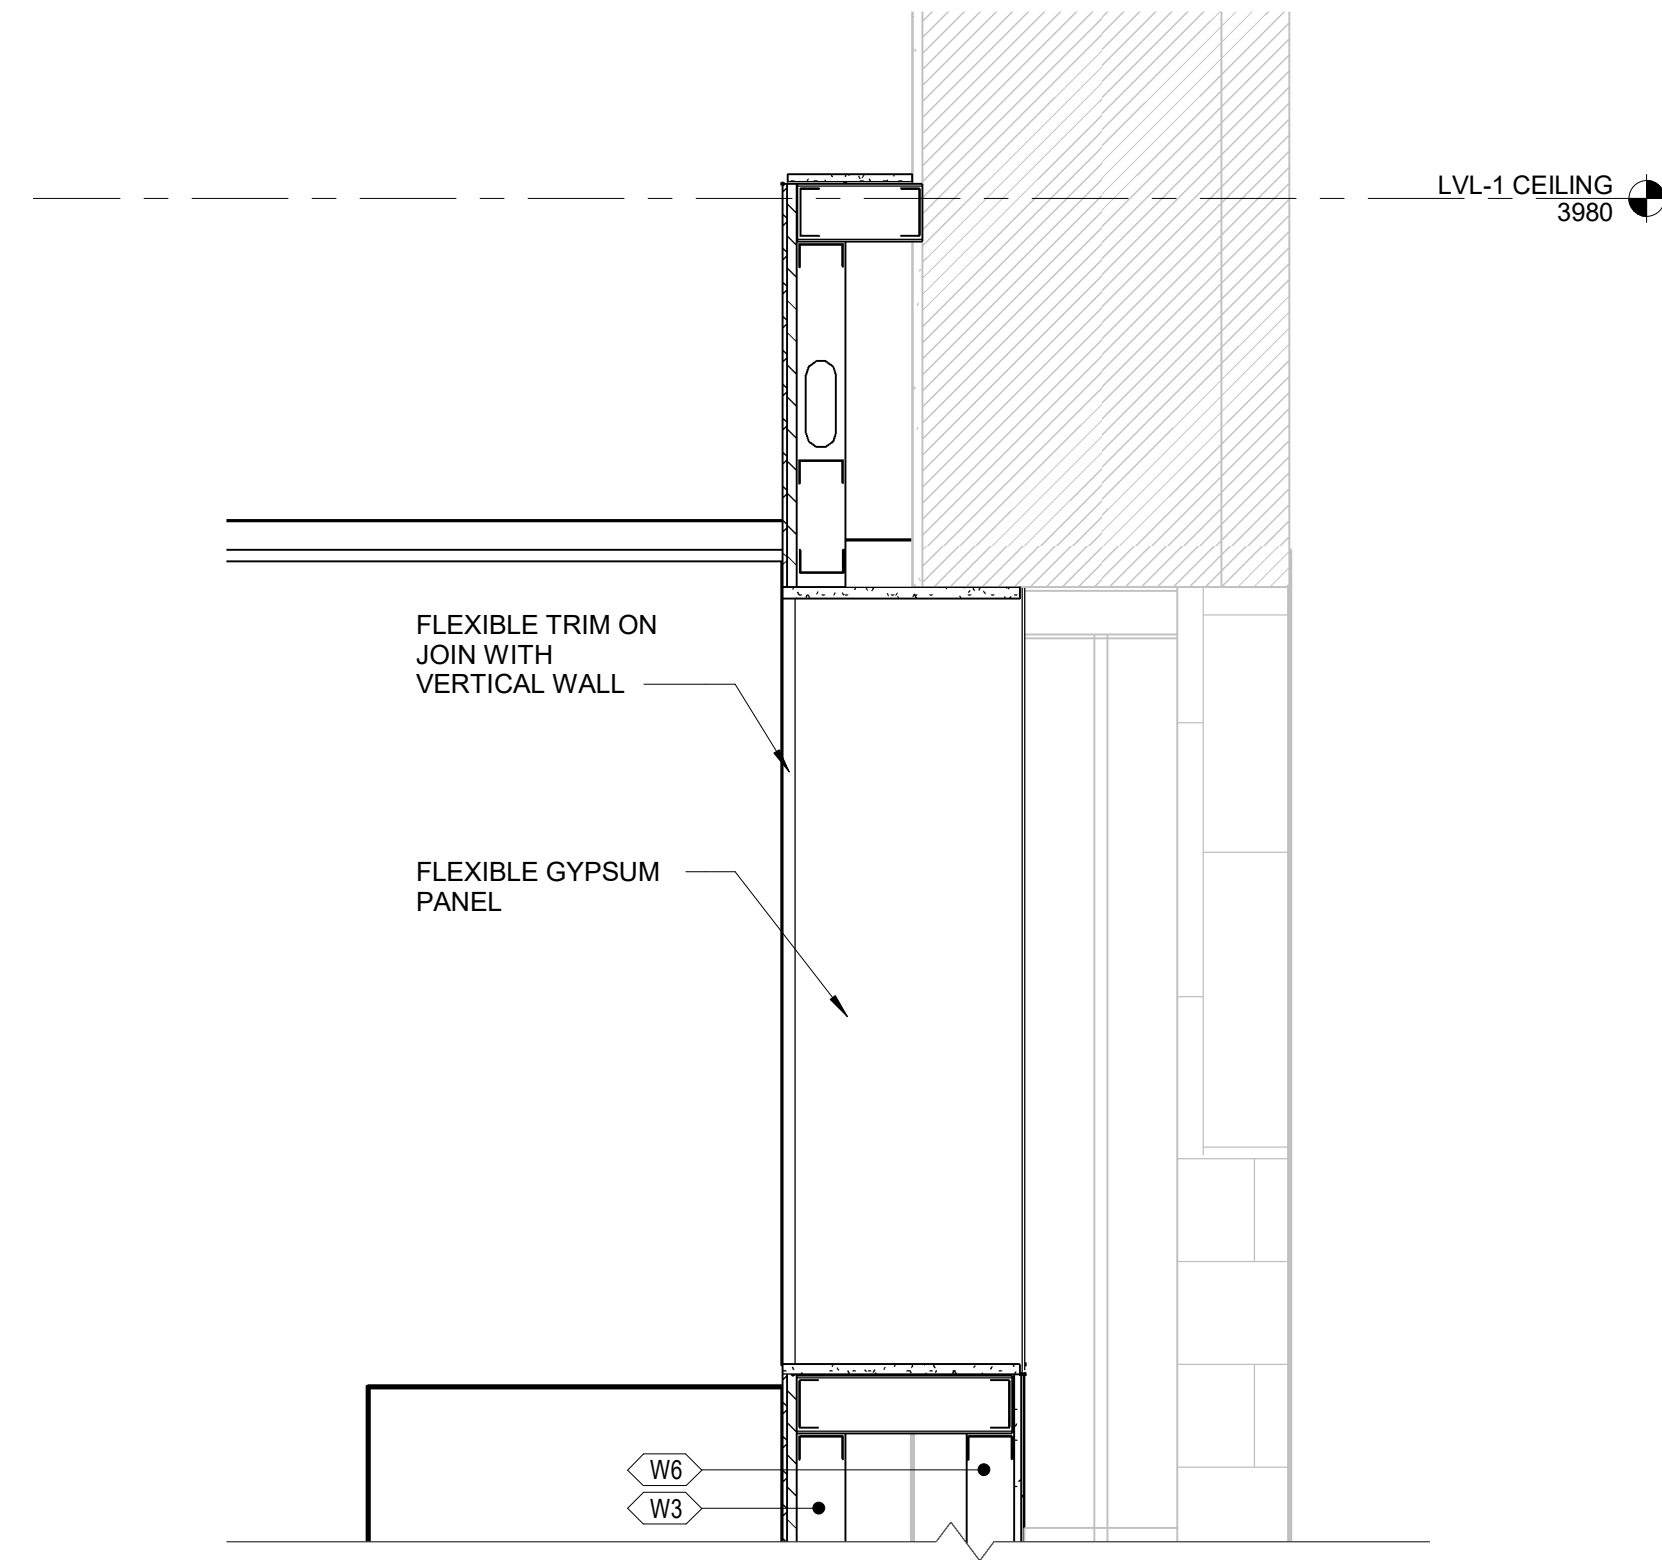 LVL-1 CEILING
3980
FLEXIBLE TRIM ON
JOIN WITH
VERTICAL WALL
FLEXIBLE GYPSUM
PANEL
W6
W3